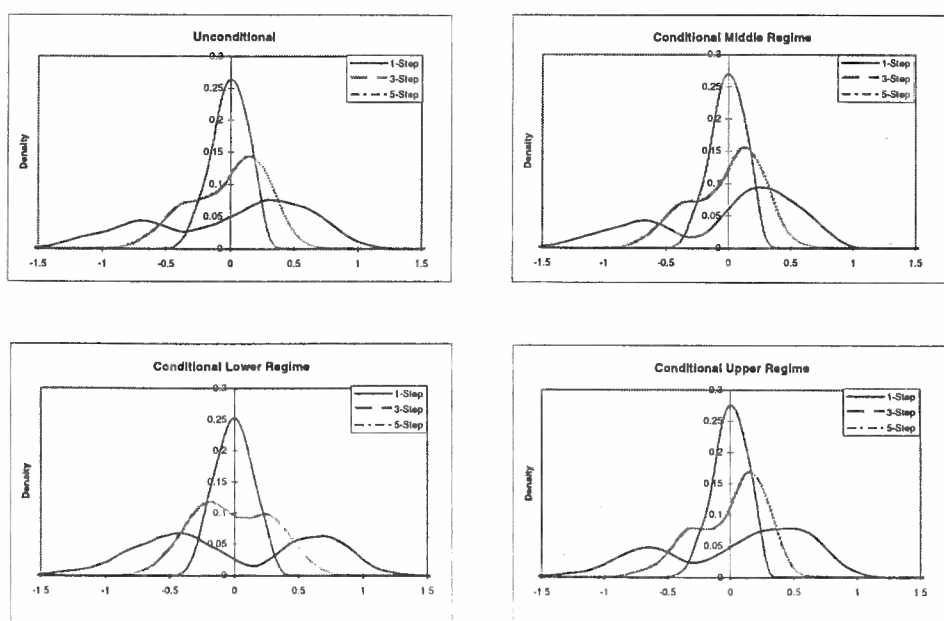 Unconditional
0.3
1-Step
3-Step
5-Step
0.25
0.2
0.15
0.1
0.05
0
Density
-1.5 -1 -0.5 0 0.5 1 1.5
Conditional Middle Regime
0.3
1-Step
3-Step
5-Step
0.25
0.2
0.15
0.1
0.05
0
Density
-1.5 -1 -0.5 0 0.5 1 1.5
Conditional Lower Regime
0.3
1-Step
3-Step
5-Step
0.25
0.2
0.15
0.1
0.05
0
Density
-1.5 -1 -0.5 0 0.5 1 1.5
Conditional Upper Regime
0.3
1-Step
3-Step
5-Step
0.25
0.2
0.15
0.1
0.05
0
Density
-1.5 -1 -0.5 0 0.5 1 1.5